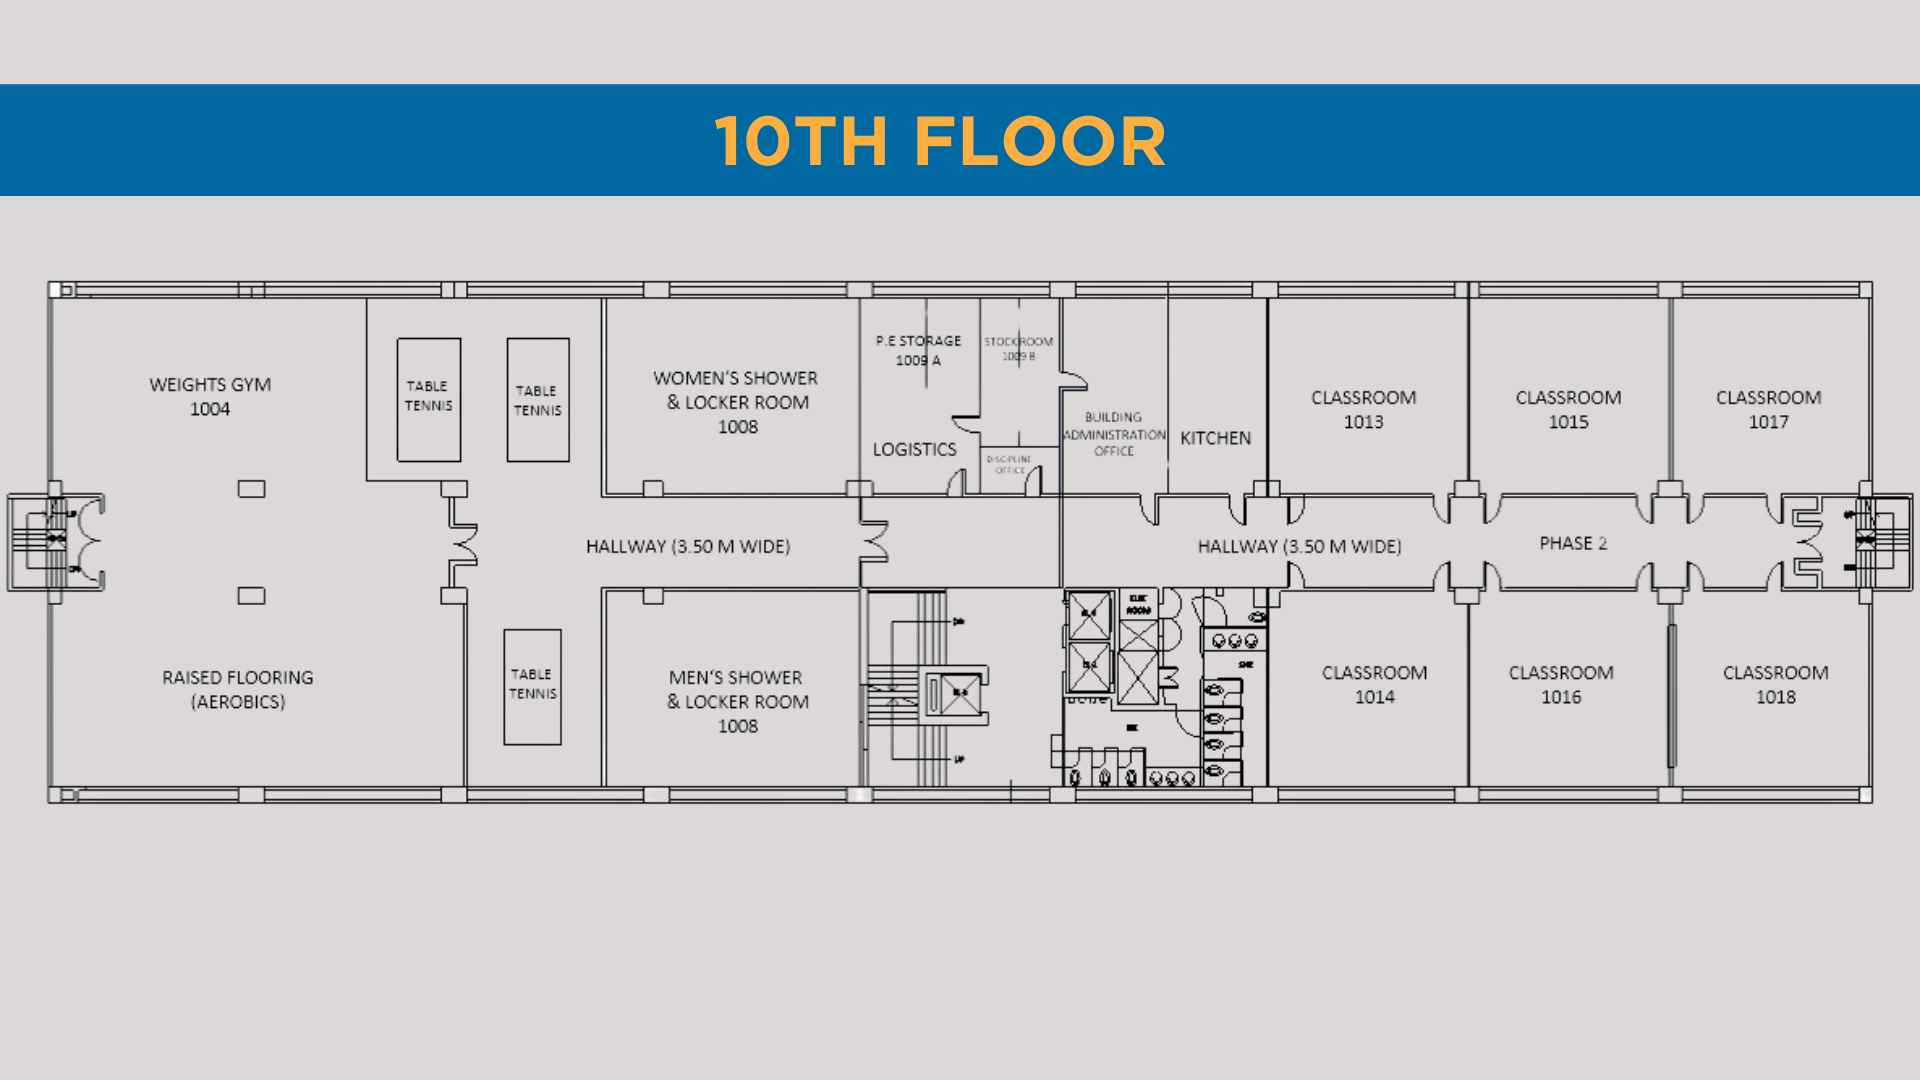 10TH FLOOR
WEIGHTS GYM
1004
TABLE
TENNIS
TABLE
TENNIS
WOMEN'S SHOWER
& LOCKER ROOM
1008
P.E STORAGE
1009 A
LOGISTICS
STOCKROOM
1009 B
DISCIPLINE
OFFICE
BUILDING
ADMINISTRATION
OFFICE
KITCHEN
CLASSROOM
1013
CLASSROOM
1015
CLASSROOM
1017
HALLWAY (3.50 M WIDE)
HALLWAY (3.50 M WIDE)
PHASE 2
RAISED FLOORING
(AEROBICS)
TABLE
TENNIS
MEN'S SHOWER
& LOCKER ROOM
1008
UP
ELEC
ROOM
CLASSROOM
1014
CLASSROOM
1016
CLASSROOM
1018